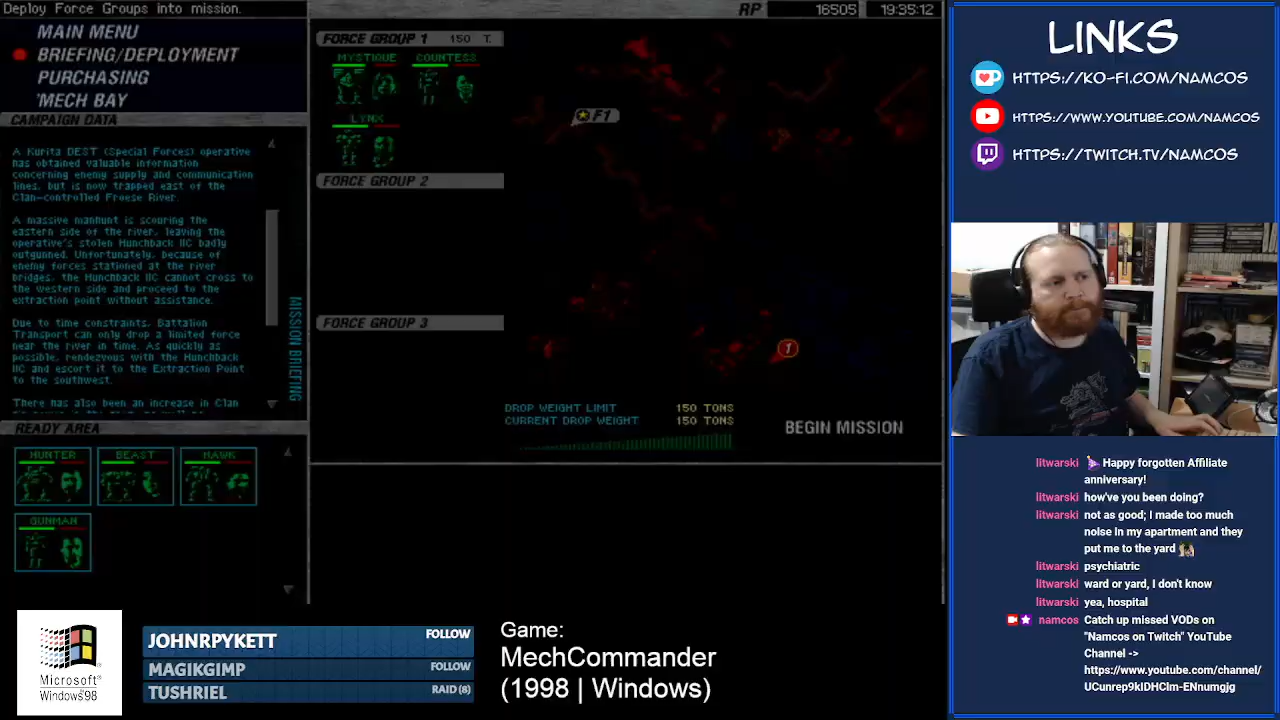 Deploy Force Groups into mission.
RP 16505 19:35:12
MAIN MENU
BRIEFING/DEPLOYMENT
PURCHASING
'MECH BAY
CAMPAIGN DATA
A Kurita DEST (Special Forces) operative
has obtained valuable information
concerning enemy supply and communication
lines, but is now trapped east of the
Clan-controlled Froese River.
A massive manhunt is scouring the
eastern side of the river, leaving the
operative's stolen Hunchback IIC badly
outgunned. Unfortunately, because of
enemy forces stationed at the river
bridges, the Hunchback IIC cannot cross to
the western side and proceed to the
extraction point without assistance.
Due to time constraints, Battalion
Transport can only drop a limited force
near the river in time. As quickly as
possible, rendezvous with the Hunchback
IIC and escort it to the Extraction Point
to the southwest.
There has also been an increase in Clan
MISSION BRIEFING
READY AREA
HUNTER BEAST HAWK
GUNMAN
FORCE GROUP 1 150 T.
MYSTIQUE COUNTESS
LYNX
FORCE GROUP 2
FORCE GROUP 3
F1
1
DROP WEIGHT LIMIT 150 TONS
CURRENT DROP WEIGHT 150 TONS
BEGIN MISSION
Microsoft
Windows 98
JOHNRPYKETT FOLLOW
MAGIKGIMP FOLLOW
TUSHRIEL RAID (8)
Game:
MechCommander
(1998 | Windows)
LINKS
HTTPS://KO-FI.COM/NAMCOS
HTTPS://WWW.YOUTUBE.COM/NAMCOS
HTTPS://TWITCH.TV/NAMCOS
litwarski Happy forgotten Affiliate
anniversary!
litwarski how've you been doing?
litwarski not as good; I made too much
noise in my apartment and they
put me to the yard
litwarski psychiatric
litwarski ward or yard, I don't know
litwarski yea, hospital
namcos Catch up missed VODs on
"Namcos on Twitch" YouTube
Channel ->
https://www.youtube.com/channel/
UCunrep9kIDHCIm-ENnumgjg